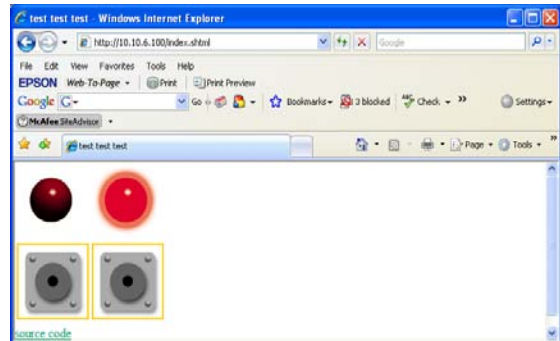 test test test - Windows Internet Explorer
http://10.10.6.100/index.shtml Google
File Edit View Favorites Tools Help
EPSON Web-To-Page Print Print Preview
Google G Go Bookmarks 3 blocked ABC Check >> Settings
McAfee SiteAdvisor
test test test Page Tools >>
source code